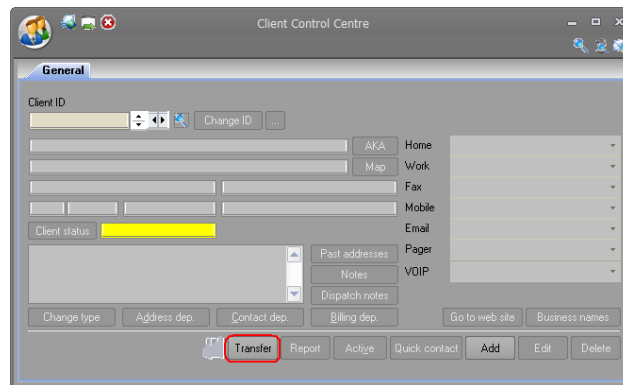 Client Control Centre
General
Client ID
Change ID ...
AKA Home
Map Work
Fax
Mobile
Client status Email
Past addresses Pager
Notes VOIP
Dispatch notes
Change type Address dep. Contact dep. Billing dep. Go to web site Business names
Transfer Report Active Quick contact Add Edit Delete